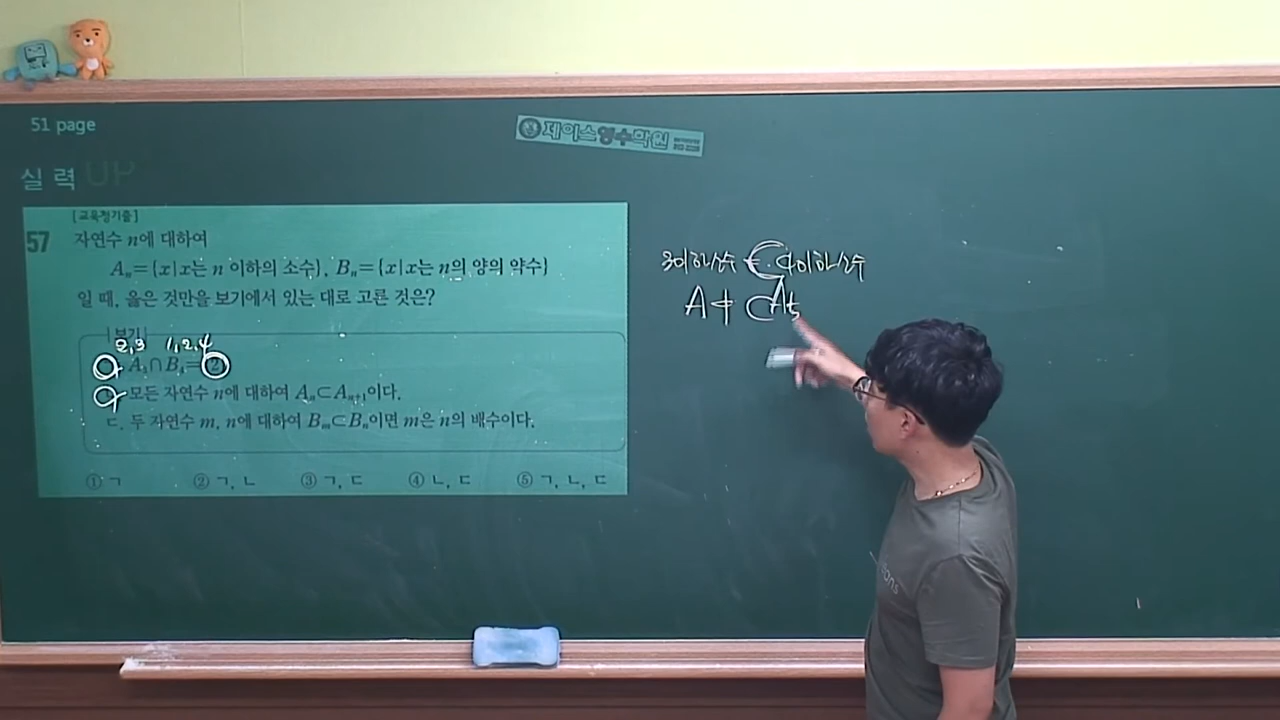 51 page
제이스영수학원
실력 UP
[교육청기출]
57 자연수 n에 대하여
Aₙ={x|x는 n 이하의 소수}, Bₙ={x|x는 n의 양의 약수}
일 때, 옳은 것만을 보기에서 있는 대로 고른 것은?
보기
2,3 1,2,4
A₃∩B₄={2}
모든 자연수 n에 대하여 Aₙ⊂Aₙ₊₁이다.
ㄷ. 두 자연수 m, n에 대하여 Bₘ⊂Bₙ이면 m은 n의 배수이다.
① ㄱ ② ㄱ, ㄴ ③ ㄱ, ㄷ ④ ㄴ, ㄷ ⑤ ㄱ, ㄴ, ㄷ
3이하소수 ⊂ 4이하소수
A4 ⊂ A5